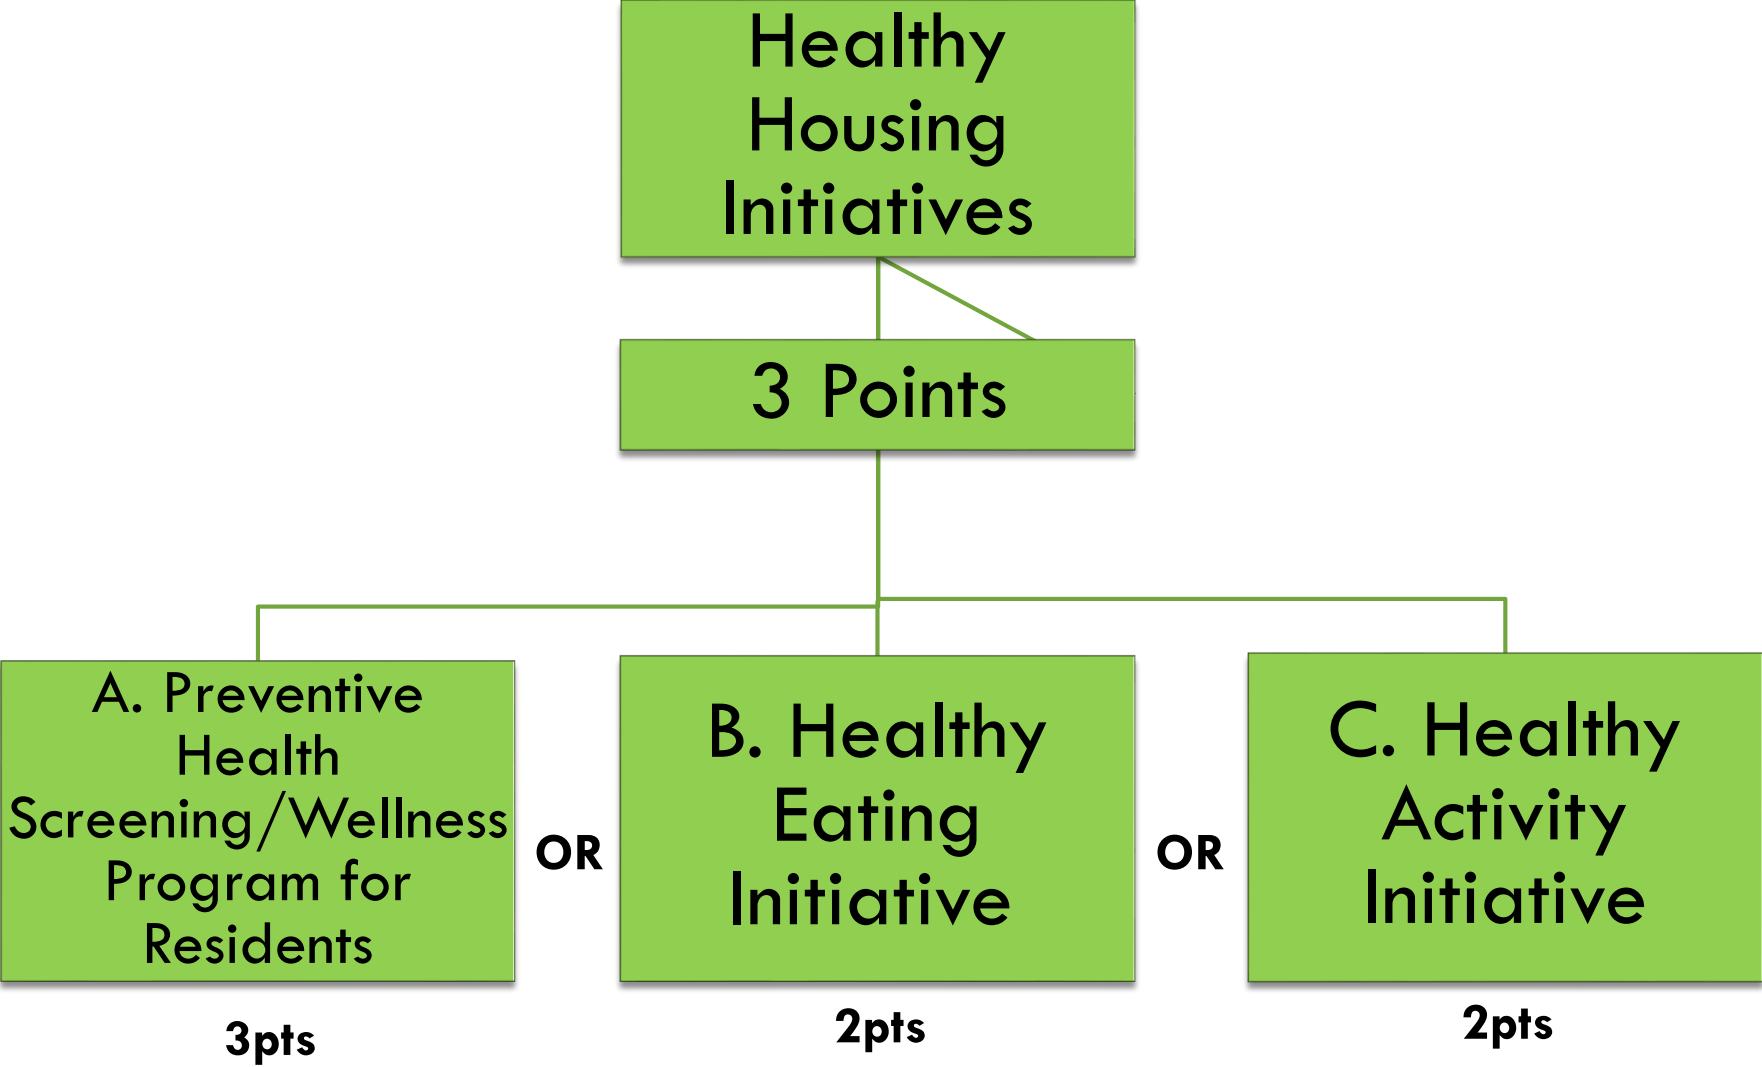 Healthy
Housing
Initiatives
3 Points
A. Preventive
Health
Screening/Wellness
Program for
Residents
3pts
OR
B. Healthy
Eating
Initiative
2pts
OR
C. Healthy
Activity
Initiative
2pts